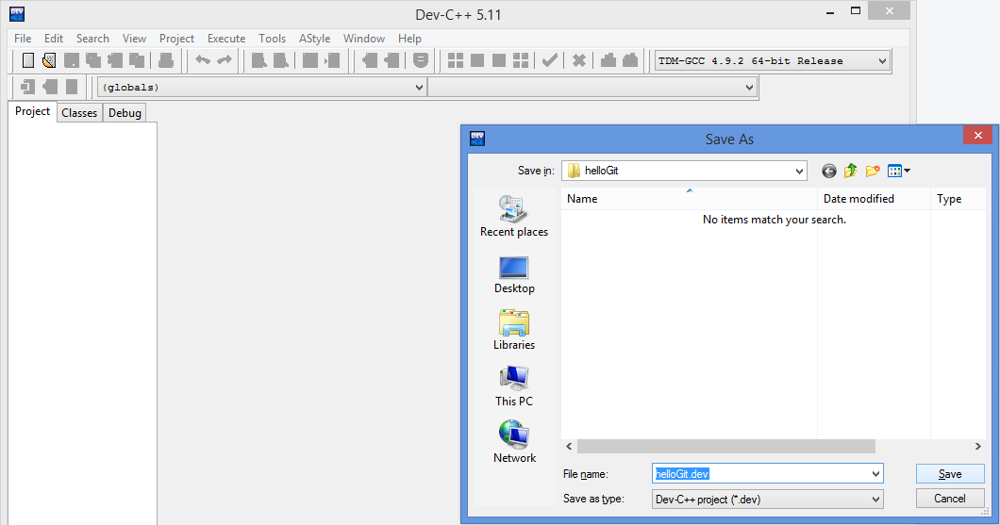 Dev-C++ 5.11
File Edit Search View Project Execute Tools AStyle Window Help
TDM-GCC 4.9.2 64-bit Release
(globals)
Project Classes Debug
DEV
Save As
Save in: helloGit
Name Date modified Type
No items match your search.
Recent places
Desktop
Libraries
This PC
Network
File name: helloGit.dev Save
Save as type: Dev-C++ project (*.dev) Cancel